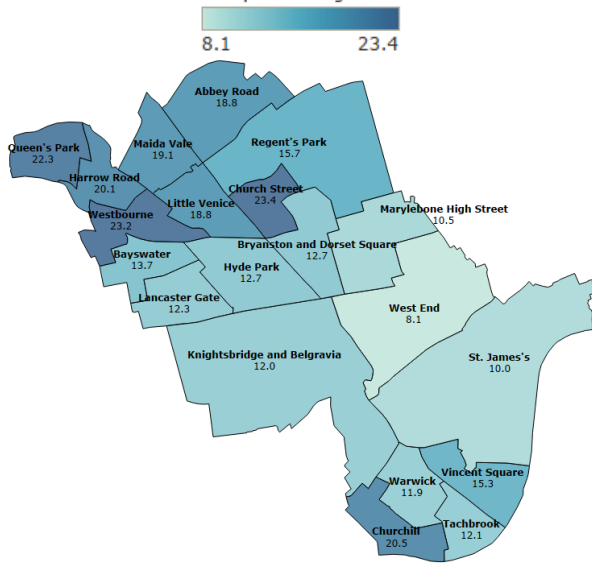 8.1 23.4
Abbey Road
18.8
Queen's Park
22.3
Maida Vale
19.1
Regent's Park
15.7
Harrow Road
20.1
Church Street
23.4
Westbourne
23.2
Little Venice
18.8
Marylebone High Street
10.5
Bayswater
13.7
Bryanston and Dorset Square
12.7
Hyde Park
12.7
Lancaster Gate
12.3
West End
8.1
Knightsbridge and Belgravia
12.0
St. James's
10.0
Vincent Square
15.3
Warwick
11.9
Churchill
20.5
Tachbrook
12.1